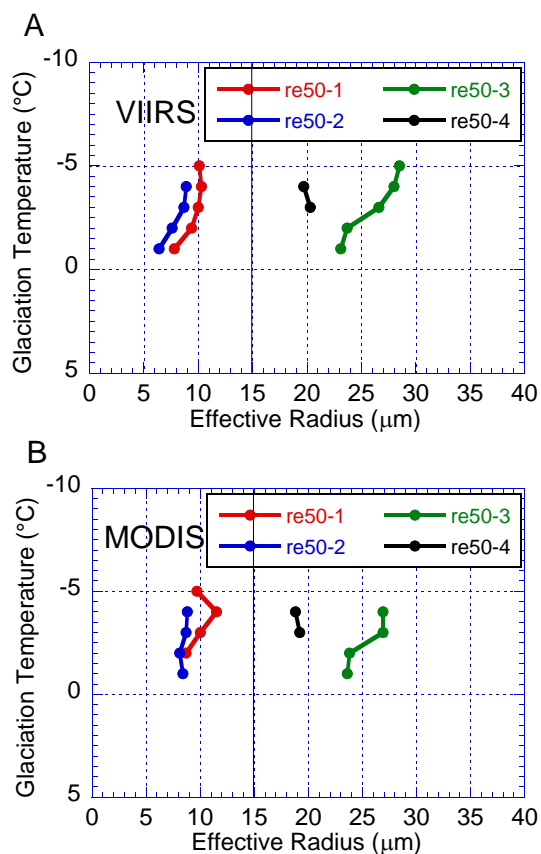 A
-10
VIIRS
re50-1
re50-3
re50-2
re50-4
-5
Glaciation Temperature (°C)
0
5
0 5 10 15 20 25 30 35 40
Effective Radius (μm)
B
-10
MODIS
re50-1
re50-3
re50-2
re50-4
-5
Glaciation Temperature (°C)
0
5
0 5 10 15 20 25 30 35 40
Effective Radius (μm)